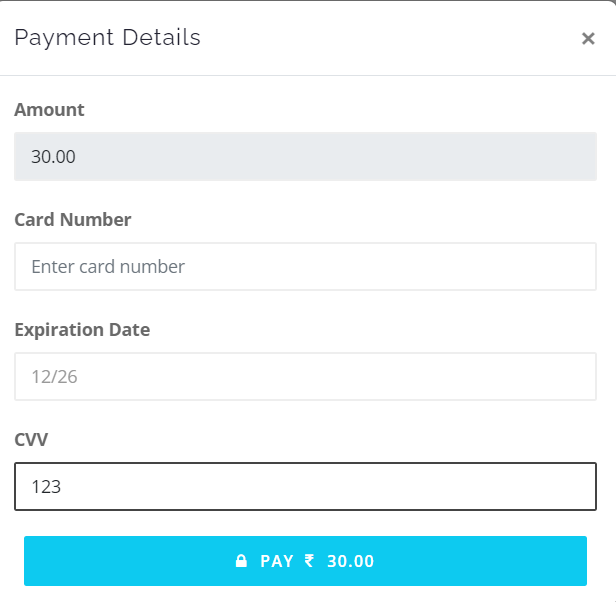 Payment Details ×
Amount
30.00
Card Number
Enter card number
Expiration Date
12/26
CVV
123
PAY ₹ 30.00